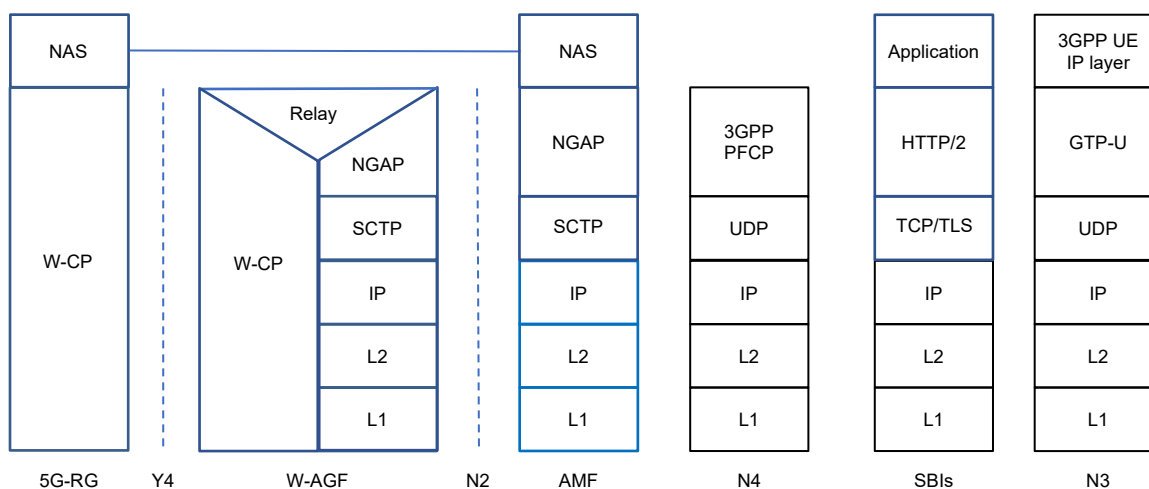 NAS
NAS
Application
3GPP UE
IP layer
Relay
NGAP
NGAP
3GPP
PFCP
HTTP/2
GTP-U
SCTP
SCTP
UDP
TCP/TLS
UDP
W-CP
W-CP
IP
IP
IP
IP
IP
L2
L2
L2
L2
L2
L1
L1
L1
L1
L1
5G-RG
Y4
W-AGF
N2
AMF
N4
SBIs
N3